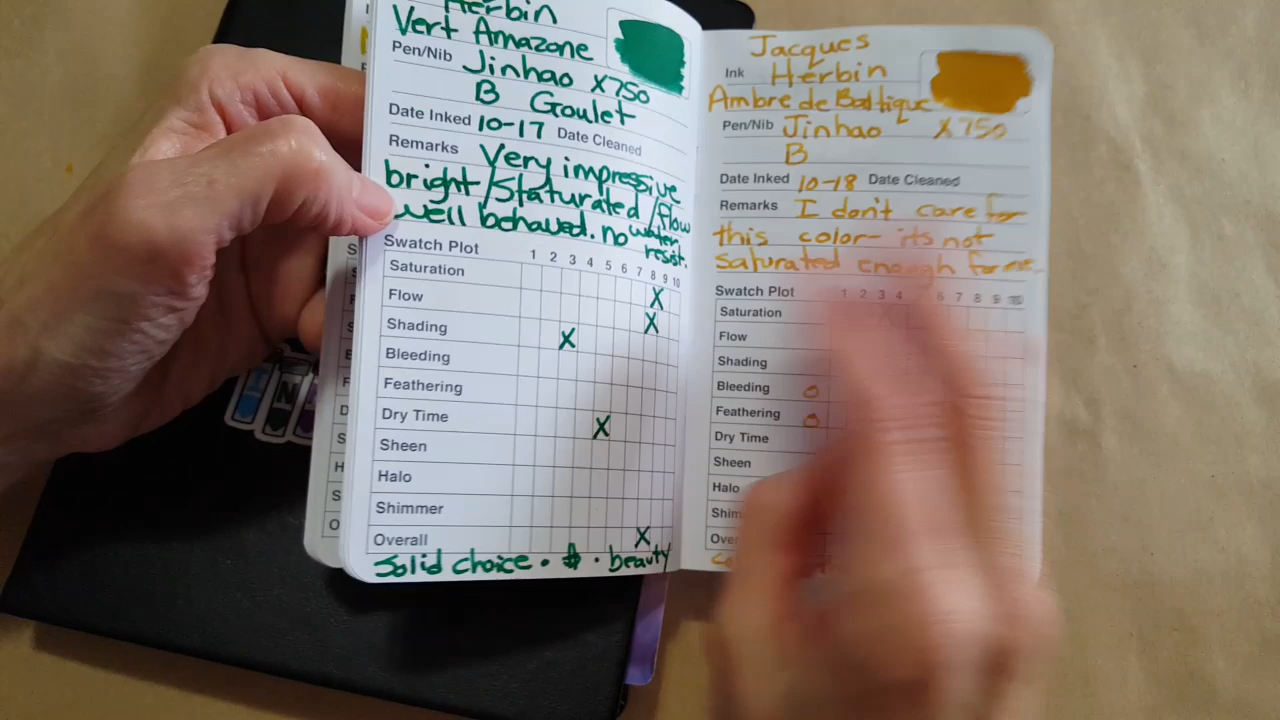 Herbin
Vert Amazone
Pen/Nib Jinhao X750
B Goulet
Date Inked 10-17 Date Cleaned
Remarks Very impressive
bright/Staturated/flow
well behaved. no water
resist.
Swatch Plot 1 2 3 4 5 6 7 8 9 10
Saturation X
Flow X
Shading X
Bleeding
Feathering
Dry Time X
Sheen
Halo
Shimmer
Overall X
Solid choice. $ . beauty
Jacques
Ink Herbin
Ambre de Baltique
Pen/Nib Jinhao X750
B
Date Inked 10-18 Date Cleaned
Remarks I don't care for
this color- its not
saturated enough for me.
Swatch Plot 1 2 3 4 6 7 8 9 10
Saturation
Flow
Shading
Bleeding 0
Feathering 0
Dry Time
Sheen
Halo
I N